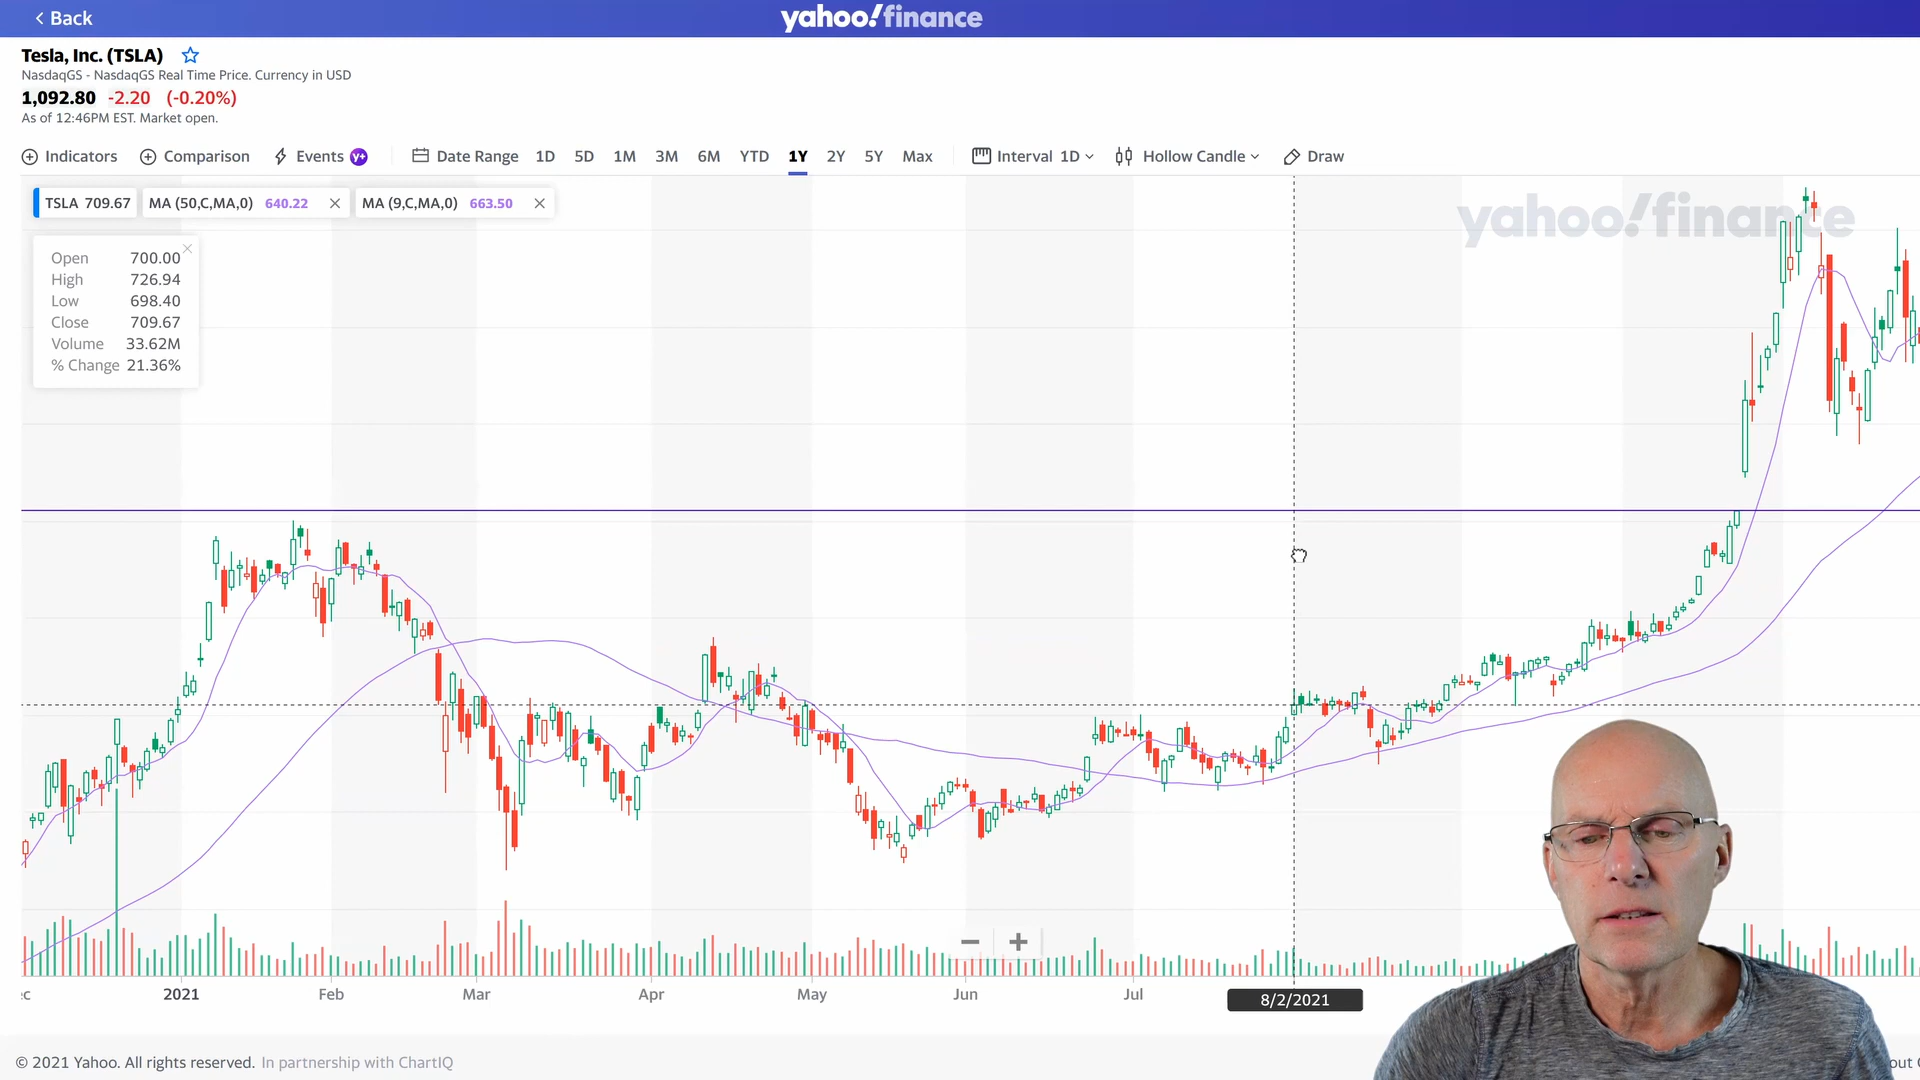 Back
yahoo!finance
Tesla, Inc. (TSLA)
NasdaqGS - NasdaqGS Real Time Price. Currency in USD
1,092.80 -2.20 (-0.20%)
As of 12:46PM EST. Market open.
Indicators Comparison Events Y+ Date Range 1D 5D 1M 3M 6M YTD 1Y 2Y 5Y Max Interval 1D Hollow Candle Draw
TSLA 709.67 MA (50,C,MA,0) 640.22 MA (9,C,MA,0) 663.50
yahoo!finance
Open 700.00
High 726.94
Low 698.40
Close 709.67
Volume 33.62M
% Change 21.36%
2021 Feb Mar Apr May Jun Jul 8/2/2021
© 2021 Yahoo. All rights reserved. In partnership with ChartIQ